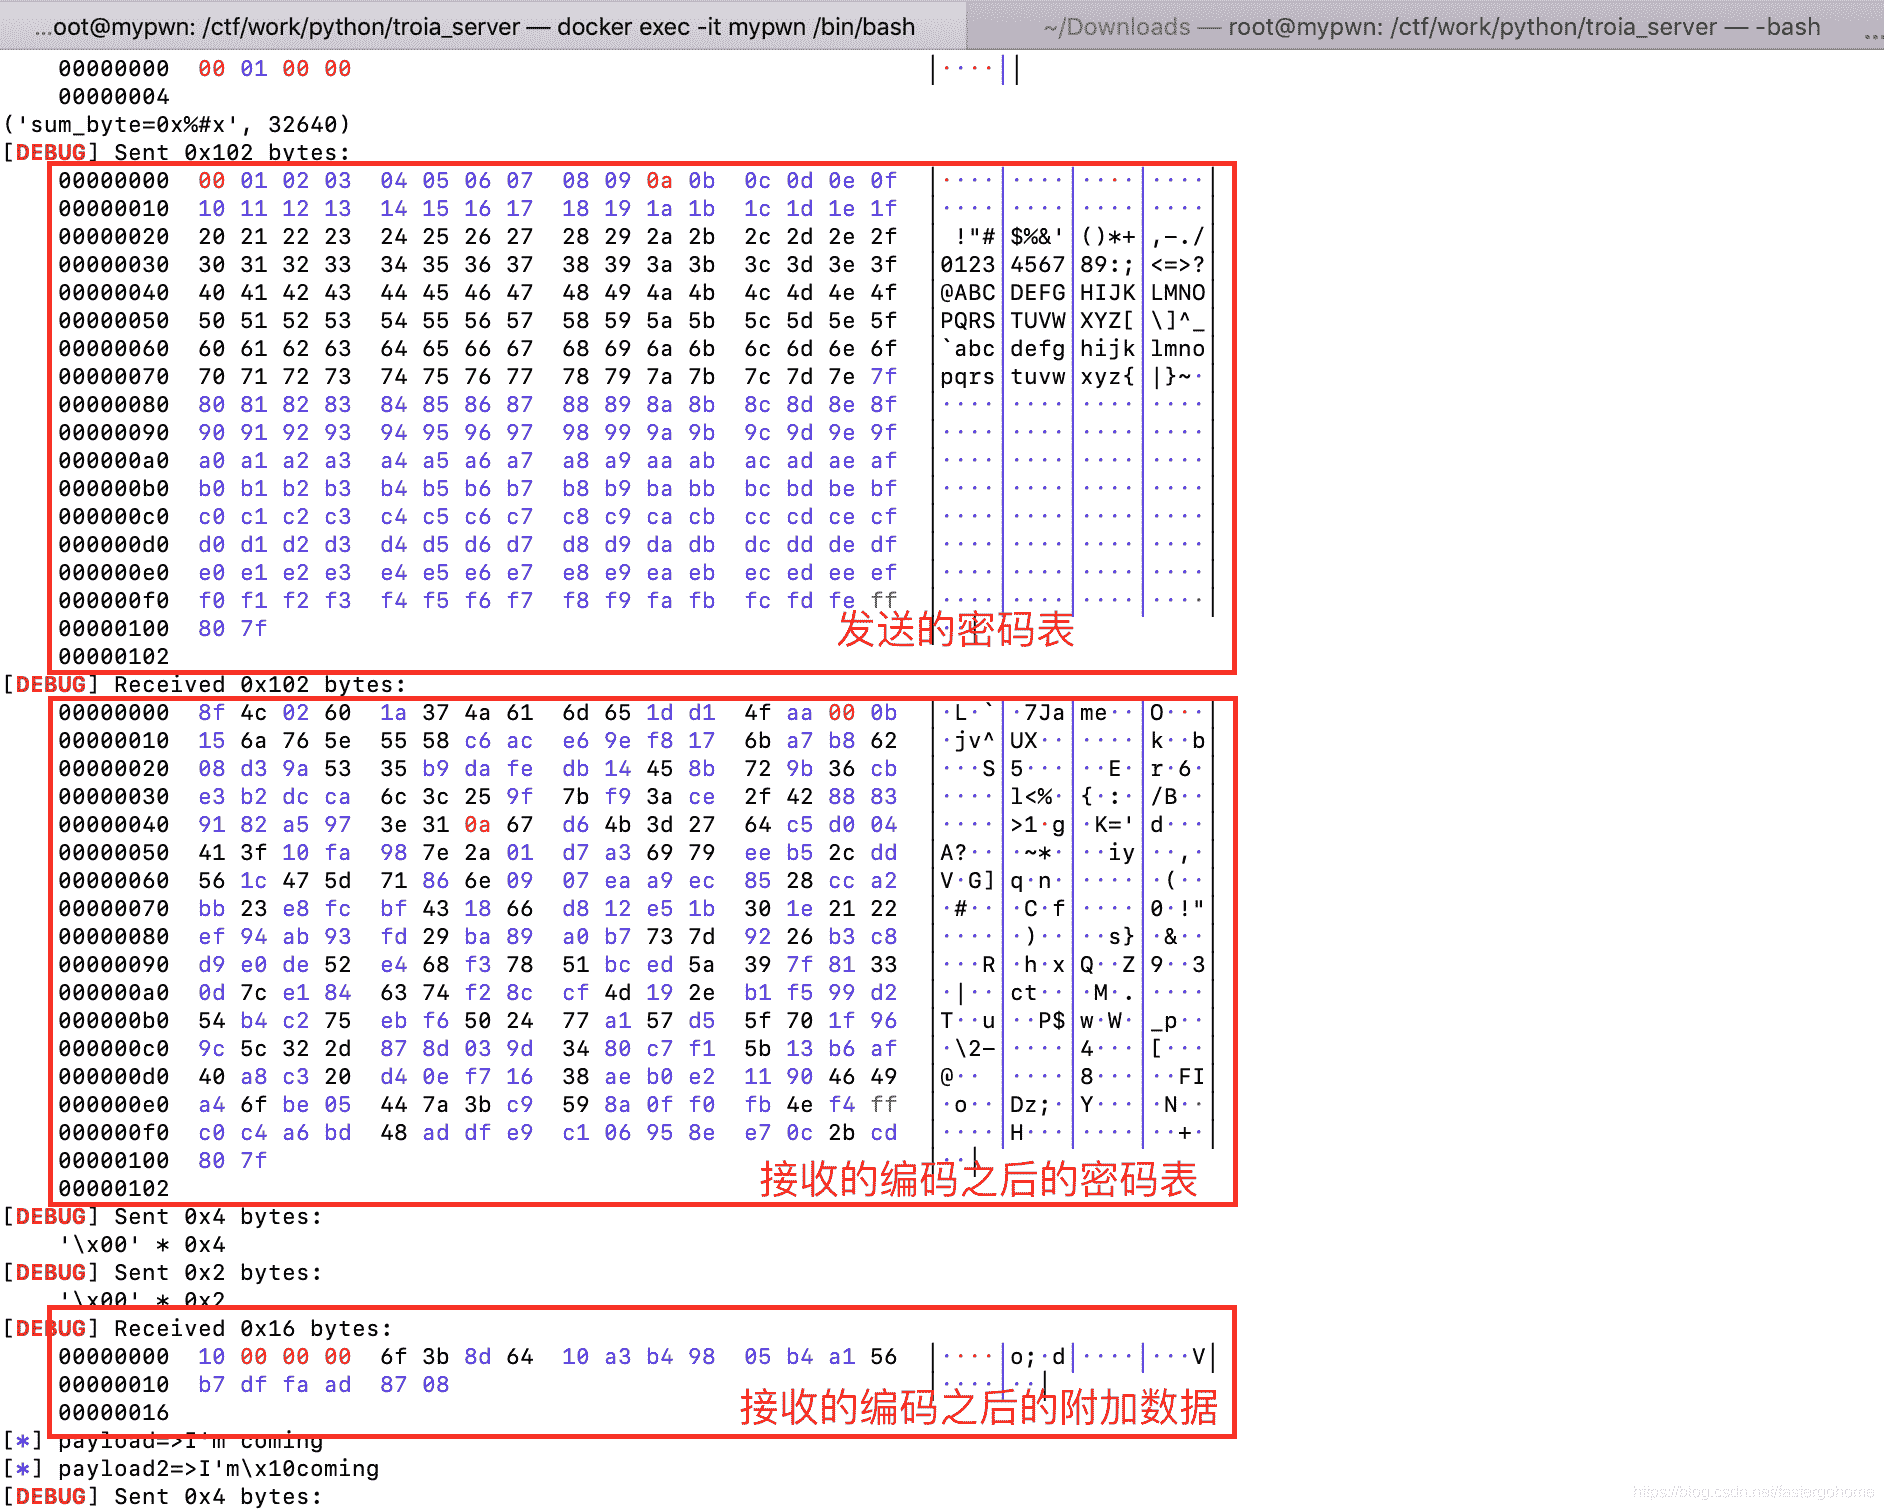 ...oot@mypwn: /ctf/work/python/troia_server — docker exec -it mypwn /bin/bash
~/Downloads — root@mypwn: /ctf/work/python/troia_server — -bash ...
00000000 00 01 00 00 |····||
00000004
('sum_byte=0x%#x', 32640)
[DEBUG] Sent 0x102 bytes:
00000000 00 01 02 03 04 05 06 07 08 09 0a 0b 0c 0d 0e 0f |····|····|····|····|
00000010 10 11 12 13 14 15 16 17 18 19 1a 1b 1c 1d 1e 1f |····|····|····|····|
00000020 20 21 22 23 24 25 26 27 28 29 2a 2b 2c 2d 2e 2f | !"#|$%&'|()*+|,-./|
00000030 30 31 32 33 34 35 36 37 38 39 3a 3b 3c 3d 3e 3f |0123|4567|89:;|<=>?|
00000040 40 41 42 43 44 45 46 47 48 49 4a 4b 4c 4d 4e 4f |@ABC|DEFG|HIJK|LMNO|
00000050 50 51 52 53 54 55 56 57 58 59 5a 5b 5c 5d 5e 5f |PQRS|TUVW|XYZ[|\]^_|
00000060 60 61 62 63 64 65 66 67 68 69 6a 6b 6c 6d 6e 6f |`abc|defg|hijk|lmno|
00000070 70 71 72 73 74 75 76 77 78 79 7a 7b 7c 7d 7e 7f |pqrs|tuvw|xyz{||}~·|
00000080 80 81 82 83 84 85 86 87 88 89 8a 8b 8c 8d 8e 8f |····|····|····|····|
00000090 90 91 92 93 94 95 96 97 98 99 9a 9b 9c 9d 9e 9f |····|····|····|····|
000000a0 a0 a1 a2 a3 a4 a5 a6 a7 a8 a9 aa ab ac ad ae af |····|····|····|····|
000000b0 b0 b1 b2 b3 b4 b5 b6 b7 b8 b9 ba bb bc bd be bf |····|····|····|····|
000000c0 c0 c1 c2 c3 c4 c5 c6 c7 c8 c9 ca cb cc cd ce cf |····|····|····|····|
000000d0 d0 d1 d2 d3 d4 d5 d6 d7 d8 d9 da db dc dd de df |····|····|····|····|
000000e0 e0 e1 e2 e3 e4 e5 e6 e7 e8 e9 ea eb ec ed ee ef |····|····|····|····|
000000f0 f0 f1 f2 f3 f4 f5 f6 f7 f8 f9 fa fb fc fd fe ff |····|····|····|····|
00000100 80 7f
发送的密码表
00000102
[DEBUG] Received 0x102 bytes:
00000000 8f 4c 02 60 1a 37 4a 61 6d 65 1d d1 4f aa 00 0b |·L·`|·7Ja|me··|O···|
00000010 15 6a 76 5e 55 58 c6 ac e6 9e f8 17 6b a7 b8 62 |·jv^|UX··|····|k··b|
00000020 08 d3 9a 53 35 b9 da fe db 14 45 8b 72 9b 36 cb |···S|5···|··E·|r·6·|
00000030 e3 b2 dc ca 6c 3c 25 9f 7b f9 3a ce 2f 42 88 83 |····|l<%·|{·:·|/B··|
00000040 91 82 a5 97 3e 31 0a 67 d6 4b 3d 27 64 c5 d0 04 |····|>1·g|·K='|d···|
00000050 41 3f 10 fa 98 7e 2a 01 d7 a3 69 79 ee b5 2c dd |A?··|·~*·|··iy|··,·|
00000060 56 1c 47 5d 71 86 6e 09 07 ea a9 ec 85 28 cc a2 |V·G]|q·n·|····|·(··|
00000070 bb 23 e8 fc bf 43 18 66 d8 12 e5 1b 30 1e 21 22 |·#··|·C·f|····|0·!"|
00000080 ef 94 ab 93 fd 29 ba 89 a0 b7 73 7d 92 26 b3 c8 |····|·)··|··s}|·&··|
00000090 d9 e0 de 52 e4 68 f3 78 51 bc ed 5a 39 7f 81 33 |···R|·h·x|Q··Z|9··3|
000000a0 0d 7c e1 84 63 74 f2 8c cf 4d 19 2e b1 f5 99 d2 |·|··|ct··|·M·.|····|
000000b0 54 b4 c2 75 eb f6 50 24 77 a1 57 d5 5f 70 1f 96 |T··u|··P$|w·W·|_p··|
000000c0 9c 5c 32 2d 87 8d 03 9d 34 80 c7 f1 5b 13 b6 af |·\2-|····|4···|[···|
000000d0 40 a8 c3 20 d4 0e f7 16 38 ae b0 e2 11 90 46 49 |@·· |····|8···|··FI|
000000e0 a4 6f be 05 44 7a 3b c9 59 8a 0f f0 fb 4e f4 ff |·o··|Dz;·|Y···|·N··|
000000f0 c0 c4 a6 bd 48 ad df e9 c1 06 95 8e e7 0c 2b cd |····|H···|····|··+·|
00000100 80 7f |··|
接收的编码之后的密码表
00000102
[DEBUG] Sent 0x4 bytes:
'\x00' * 0x4
[DEBUG] Sent 0x2 bytes:
'\x00' * 0x2
[DEBUG] Received 0x16 bytes:
00000000 10 00 00 00 6f 3b 8d 64 10 a3 b4 98 05 b4 a1 56 |····|o;·d|····|···V|
00000010 b7 df fa ad 87 08 |····|··|
接收的编码之后的附加数据
00000016
[*] payload=>I'm coming
[*] payload2=>I'm\x10coming
[DEBUG] Sent 0x4 bytes:
https://blog.csdn.net/fastergohome